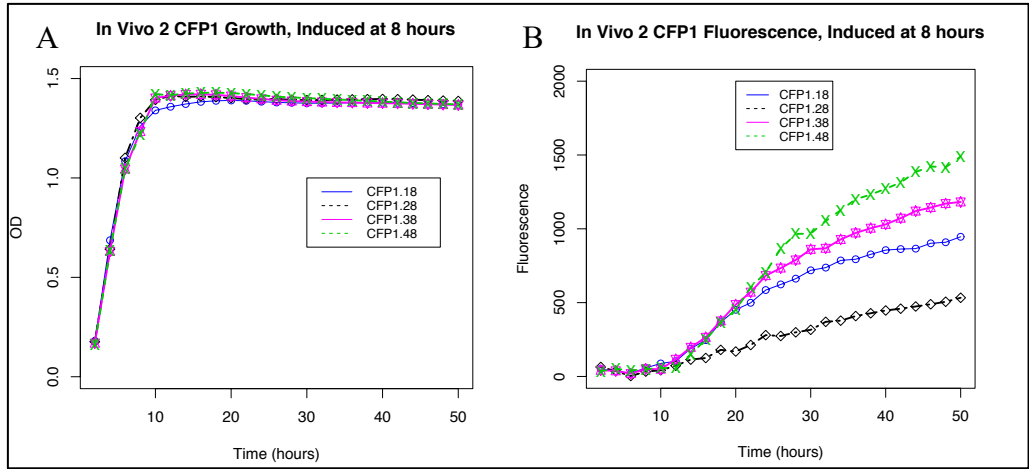 A
In Vivo 2 CFP1 Growth, Induced at 8 hours
1.5
1.0
0.5
0.0
OD
CFP1.18
CFP1.28
CFP1.38
CFP1.48
10 20 30 40 50
Time (hours)
B
In Vivo 2 CFP1 Fluorescence, Induced at 8 hours
2000
1500
1000
500
0
Fluorescence
CFP1.18
CFP1.28
CFP1.38
CFP1.48
10 20 30 40 50
Time (hours)